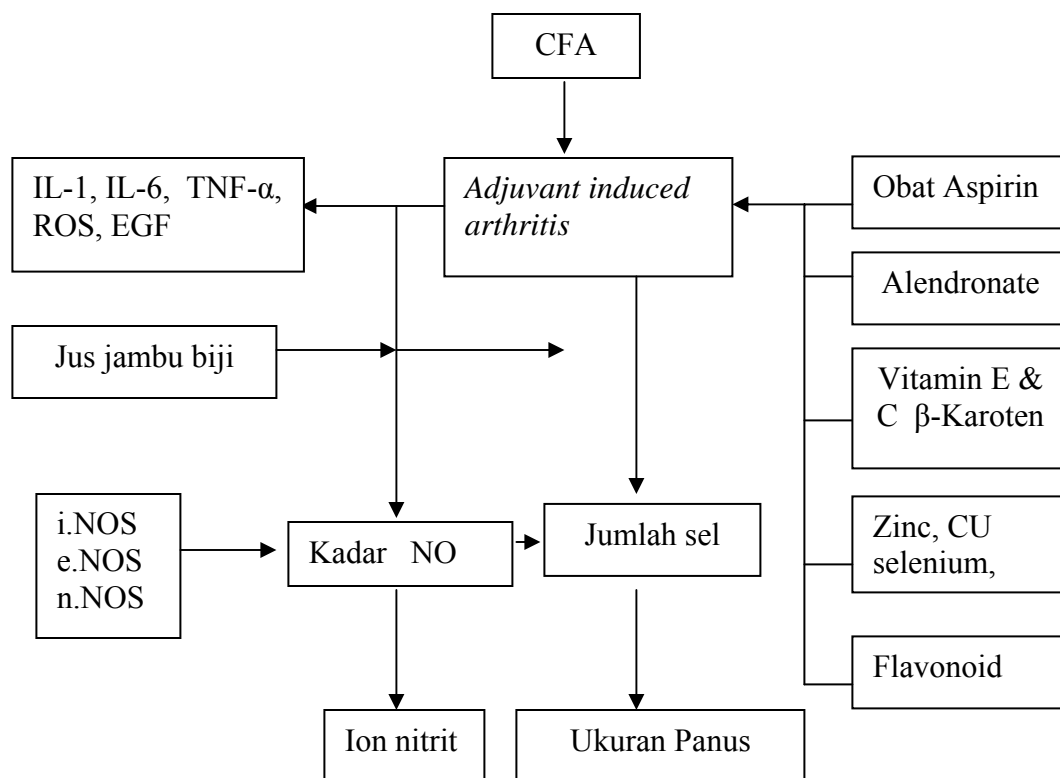 CFA
IL-1, IL-6, TNF-α,
ROS, EGF
Adjuvant induced
arthritis
Obat Aspirin
Alendronate
Jus jambu biji
Vitamin E &
C β-Karoten
i.NOS
e.NOS
n.NOS
Kadar NO
Jumlah sel
Zinc, CU
selenium,
Flavonoid
Ion nitrit
Ukuran Panus